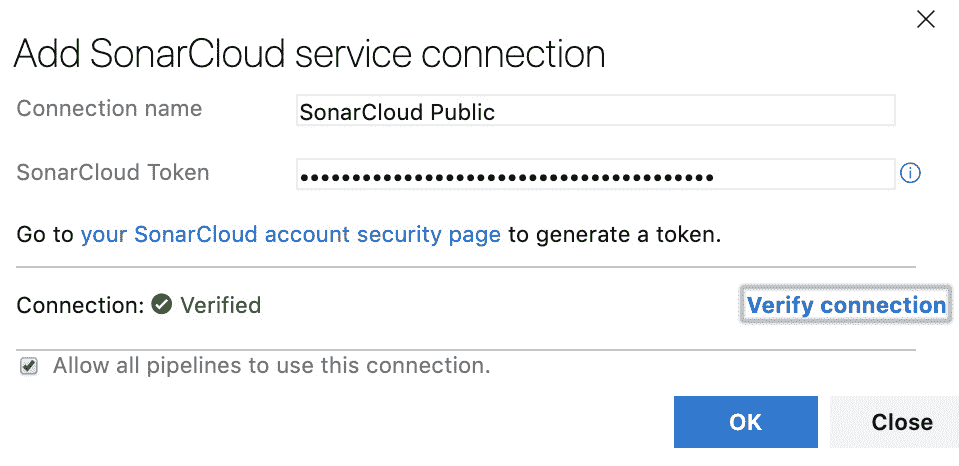 Add SonarCloud service connection
Connection name
SonarCloud Public
SonarCloud Token
••••••••••••••••••••••••••••••••••••••••
Go to your SonarCloud account security page to generate a token.
Connection: Verified
Verify connection
Allow all pipelines to use this connection.
OK
Close